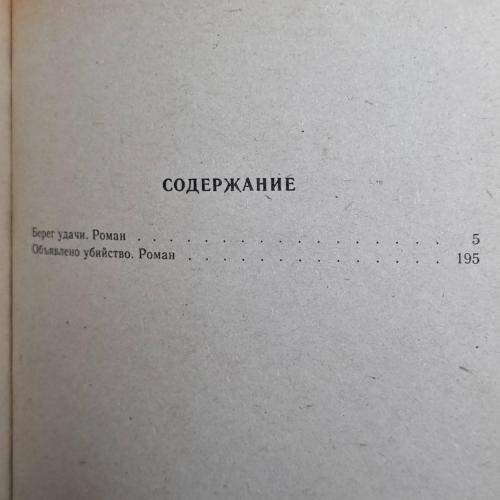 СОДЕРЖАНИЕ
Берег удачи. Роман . . . . . . . . . . . . . . . . . 5
Объявлено убийство. Роман . . . . . . . . . . . . . . 195